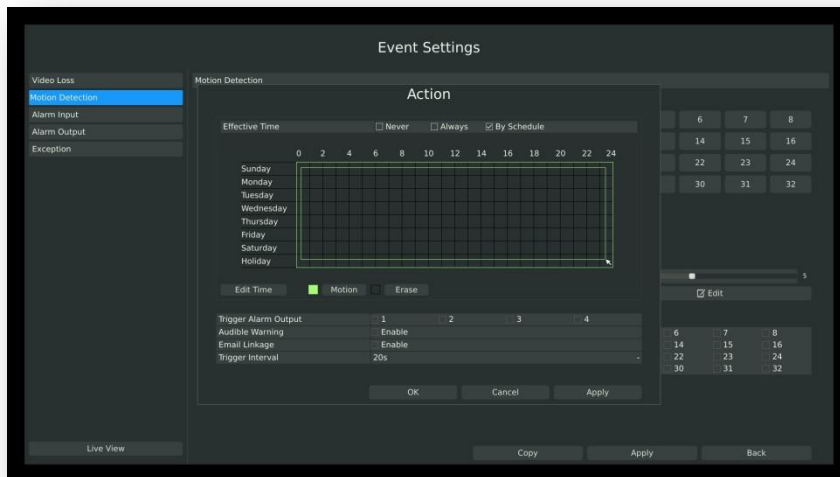 Event Settings
Video Loss
Motion Detection
Alarm Input
Alarm Output
Exception
Live View
Motion Detection
Action
Effective Time Never Always By Schedule
0 2 4 6 8 10 12 14 16 18 20 22 24
Sunday
Monday
Tuesday
Wednesday
Thursday
Friday
Saturday
Holiday
Edit Time Motion Erase
Trigger Alarm Output 1 2 3 4
Audible Warning Enable
Email Linkage Enable
Trigger Interval 20s
OK Cancel Apply
6 7 8
14 15 16
22 23 24
30 31 32
5
Edit
6 7 8
14 15 16
22 23 24
30 31 32
Copy Apply Back